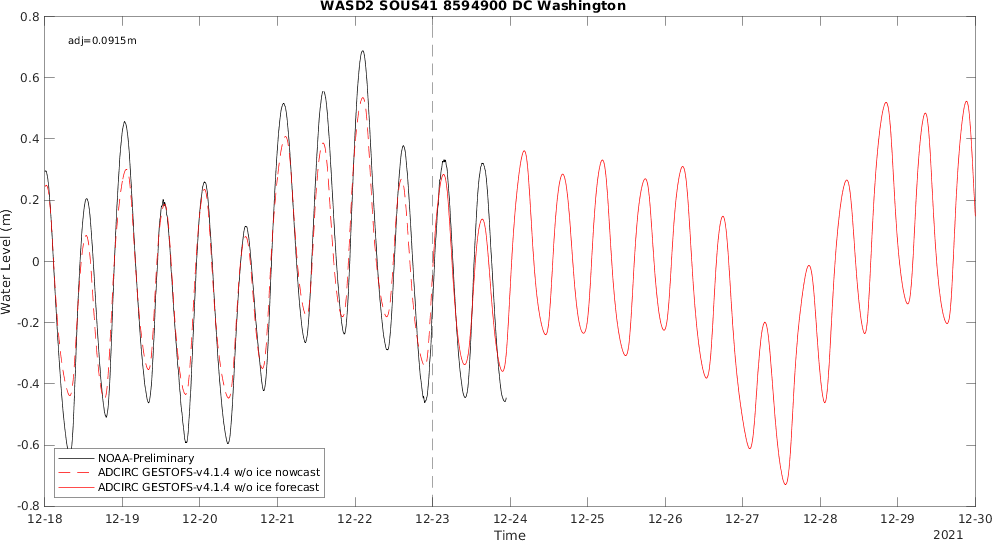 WASD2 SOUS41 8594900 DC Washington
adj=0.0915m
0.8
0.6
0.4
0.2
0
-0.2
-0.4
-0.6
-0.8
Water Level (m)
NOAA-Preliminary
ADCIRC GESTOFS-v4.1.4 w/o ice nowcast
ADCIRC GESTOFS-v4.1.4 w/o ice forecast
12-18 12-19 12-20 12-21 12-22 12-23 12-24 12-25 12-26 12-27 12-28 12-29 12-30
Time
2021